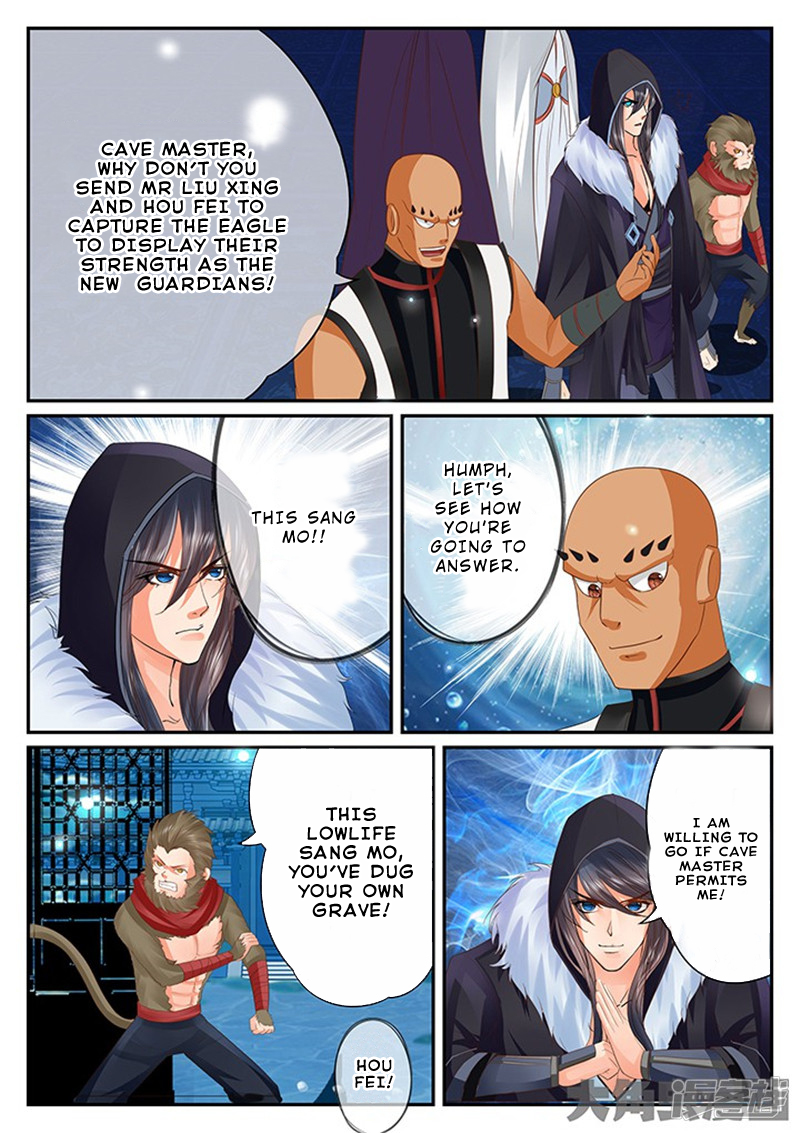 CAVE MASTER,
WHY DON'T YOU
SEND MR LIU XING
AND HOU FEI TO
CAPTURE THE EAGLE
TO DISPLAY THEIR
STRENGTH AS THE
NEW GUARDIANS!
THIS SANG
MO!!
HUMPH,
LET'S
SEE HOW
YOU'RE
GOING TO
ANSWER.
THIS
LOWLIFE
SANG MO,
YOU'VE DUG
YOUR OWN
GRAVE!
HOU
FEI!
I AM
WILLING TO
GO IF CAVE
MASTER
PERMITS
ME!